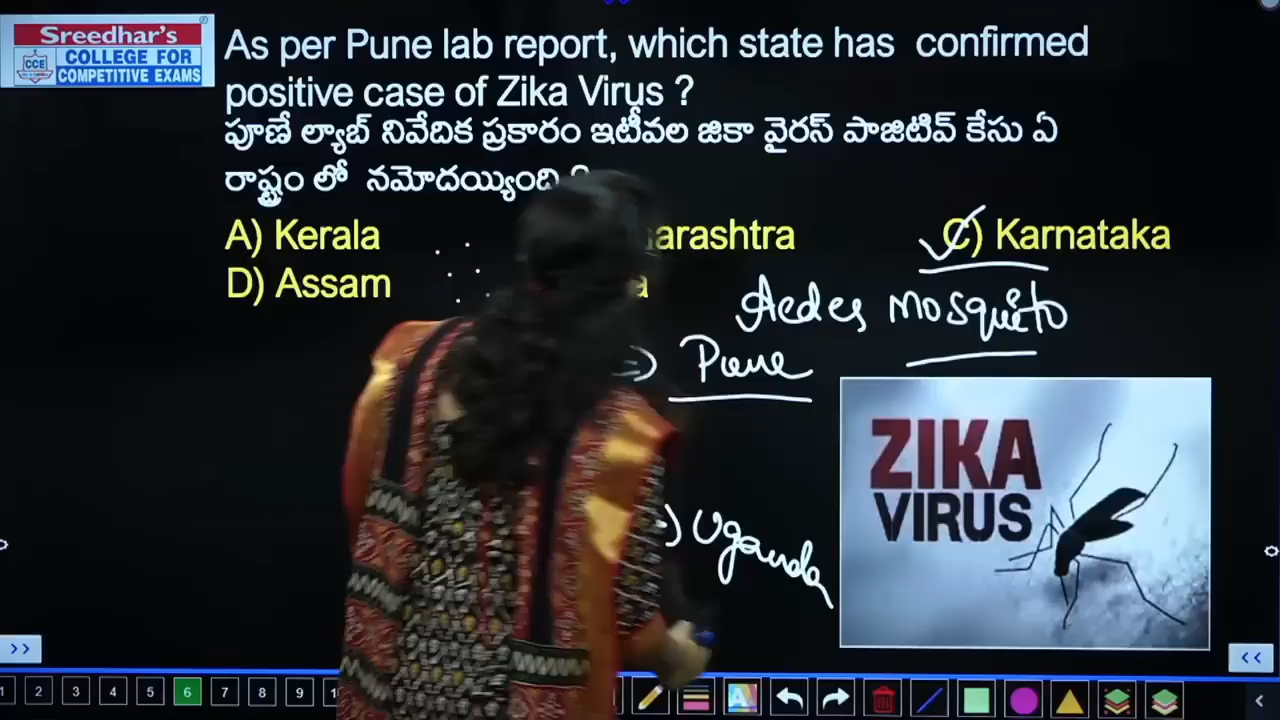 Sreedhar's
COLLEGE FOR
CCE
COMPETITIVE EXAMS
As per Pune lab report, which state has confirmed
positive case of Zika Virus ?
పూణే ల్యాబ్ నివేదిక ప్రకారం ఇటీవల జికా వైరస్ పాజిటివ్ కేసు ఏ
రాష్ట్రం లో నమోదయ్యింది ?
A) Kerala arashtra C) Karnataka
D) Assam a
Aedes mosquito
Pune
ZIKA
VIRUS
Uganda
>> <<
1 2 3 4 5 6 7 8 9 1